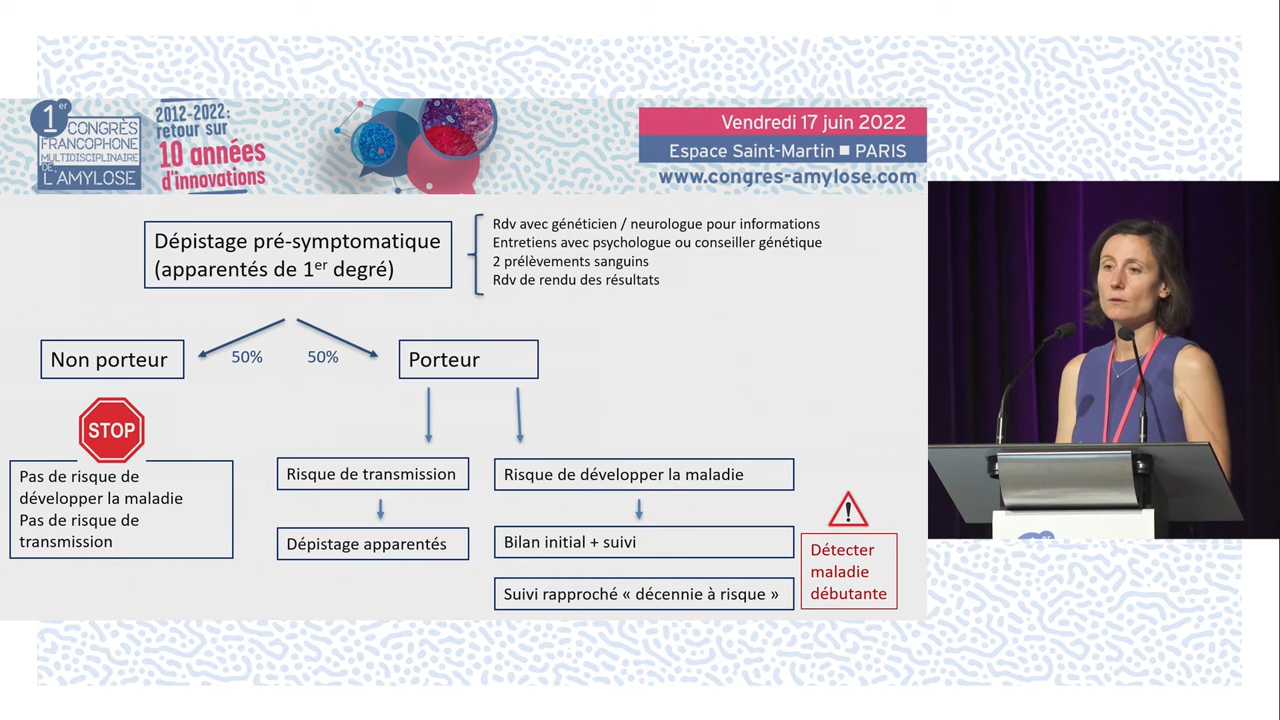 1er
CONGRÈS
FRANCOPHONE
MULTIDISCIPLINAIRE
DE
L'AMYLOSE
2012-2022:
retour sur
10 années
d'innovations
Vendredi 17 juin 2022
Espace Saint-Martin ■ PARIS
www.congres-amylose.com
Dépistage pré-symptomatique
(apparentés de 1er degré)
Rdv avec généticien / neurologue pour informations
Entretiens avec psychologue ou conseiller génétique
2 prélèvements sanguins
Rdv de rendu des résultats
Non porteur
50%
50%
Porteur
STOP
Pas de risque de
développer la maladie
Pas de risque de
transmission
Risque de transmission
Dépistage apparentés
Risque de développer la maladie
Bilan initial + suivi
Suivi rapproché « décennie à risque »
Détecter
maladie
débutante